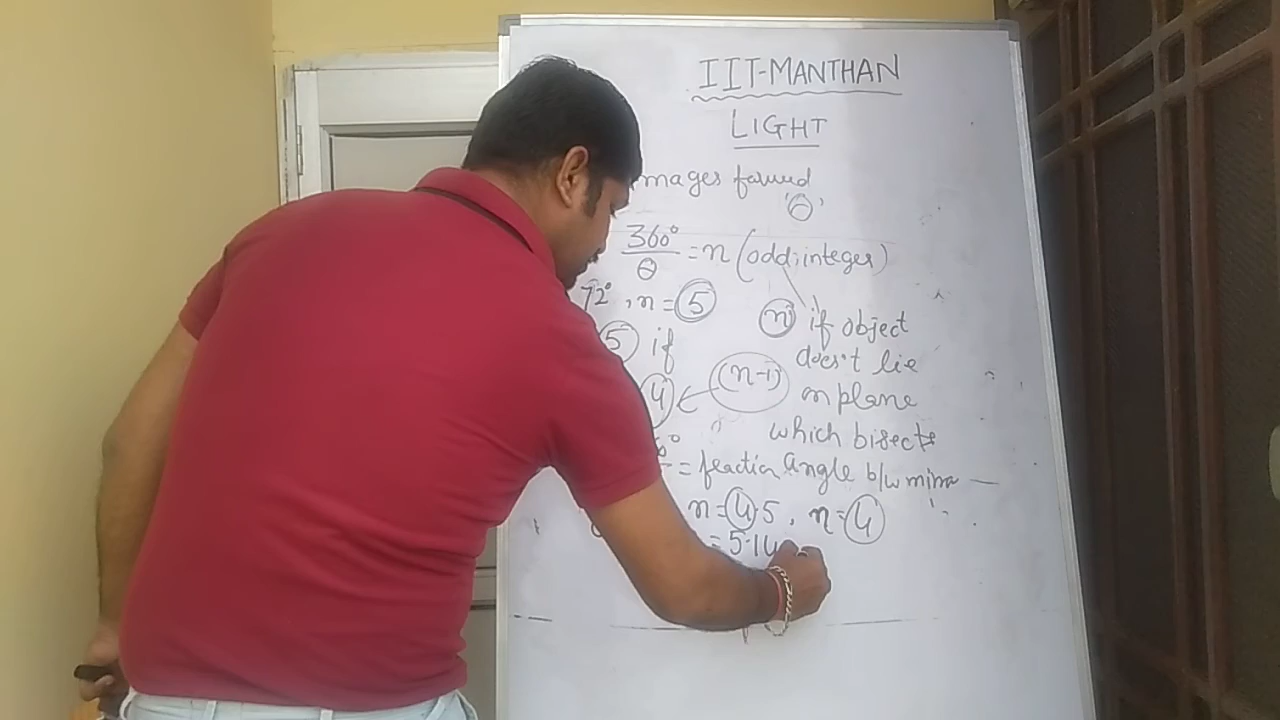 IIT-MANTHAN
LIGHT
mages formed
'θ'
360°/θ = n (odd integer)
72°, n = 5
n if object
5 if
doesn't lie
4 ← (n-1)
on plane
which bisects
= fraction angle b/w mirro
n = 4.5, n = 4
= 5.14